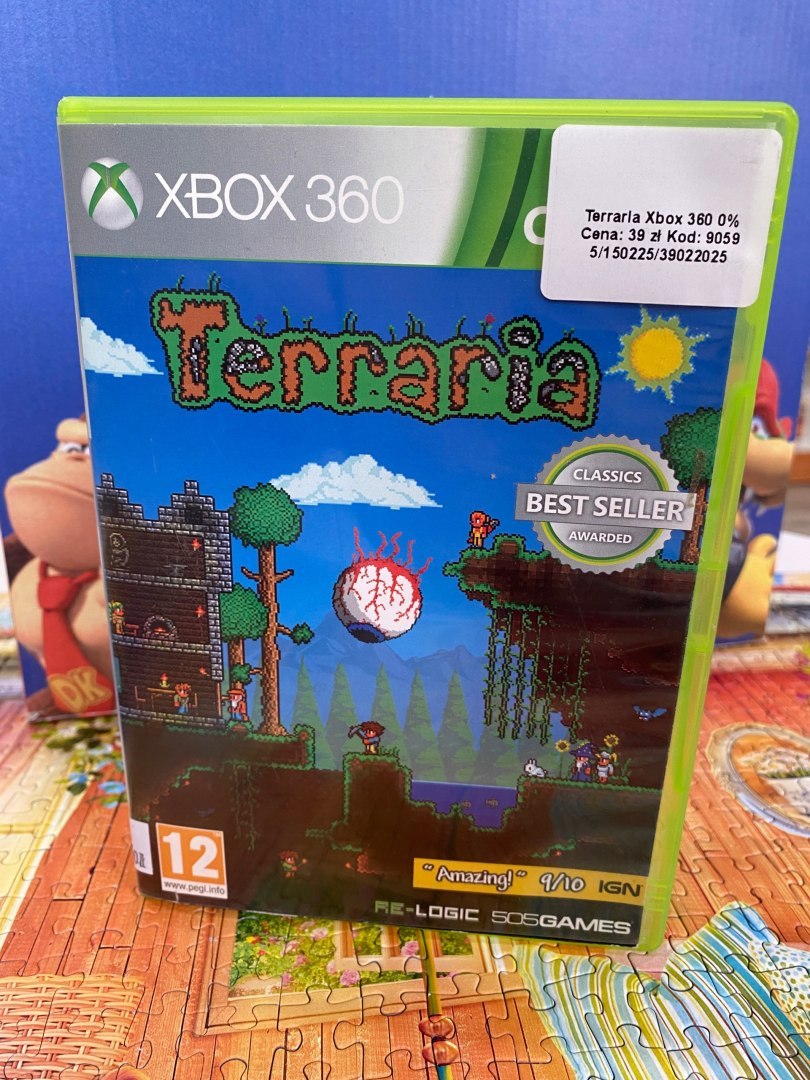 XBOX 360
Terraria Xbox 360 0%
Cena: 39 zł Kod: 9059
5/150225/39022025
Terraria
CLASSICS
BEST SELLER
AWARDED
DK
12
www.pegi.info
"Amazing!" 9/10 IGN
RE-LOGIC 505GAMES